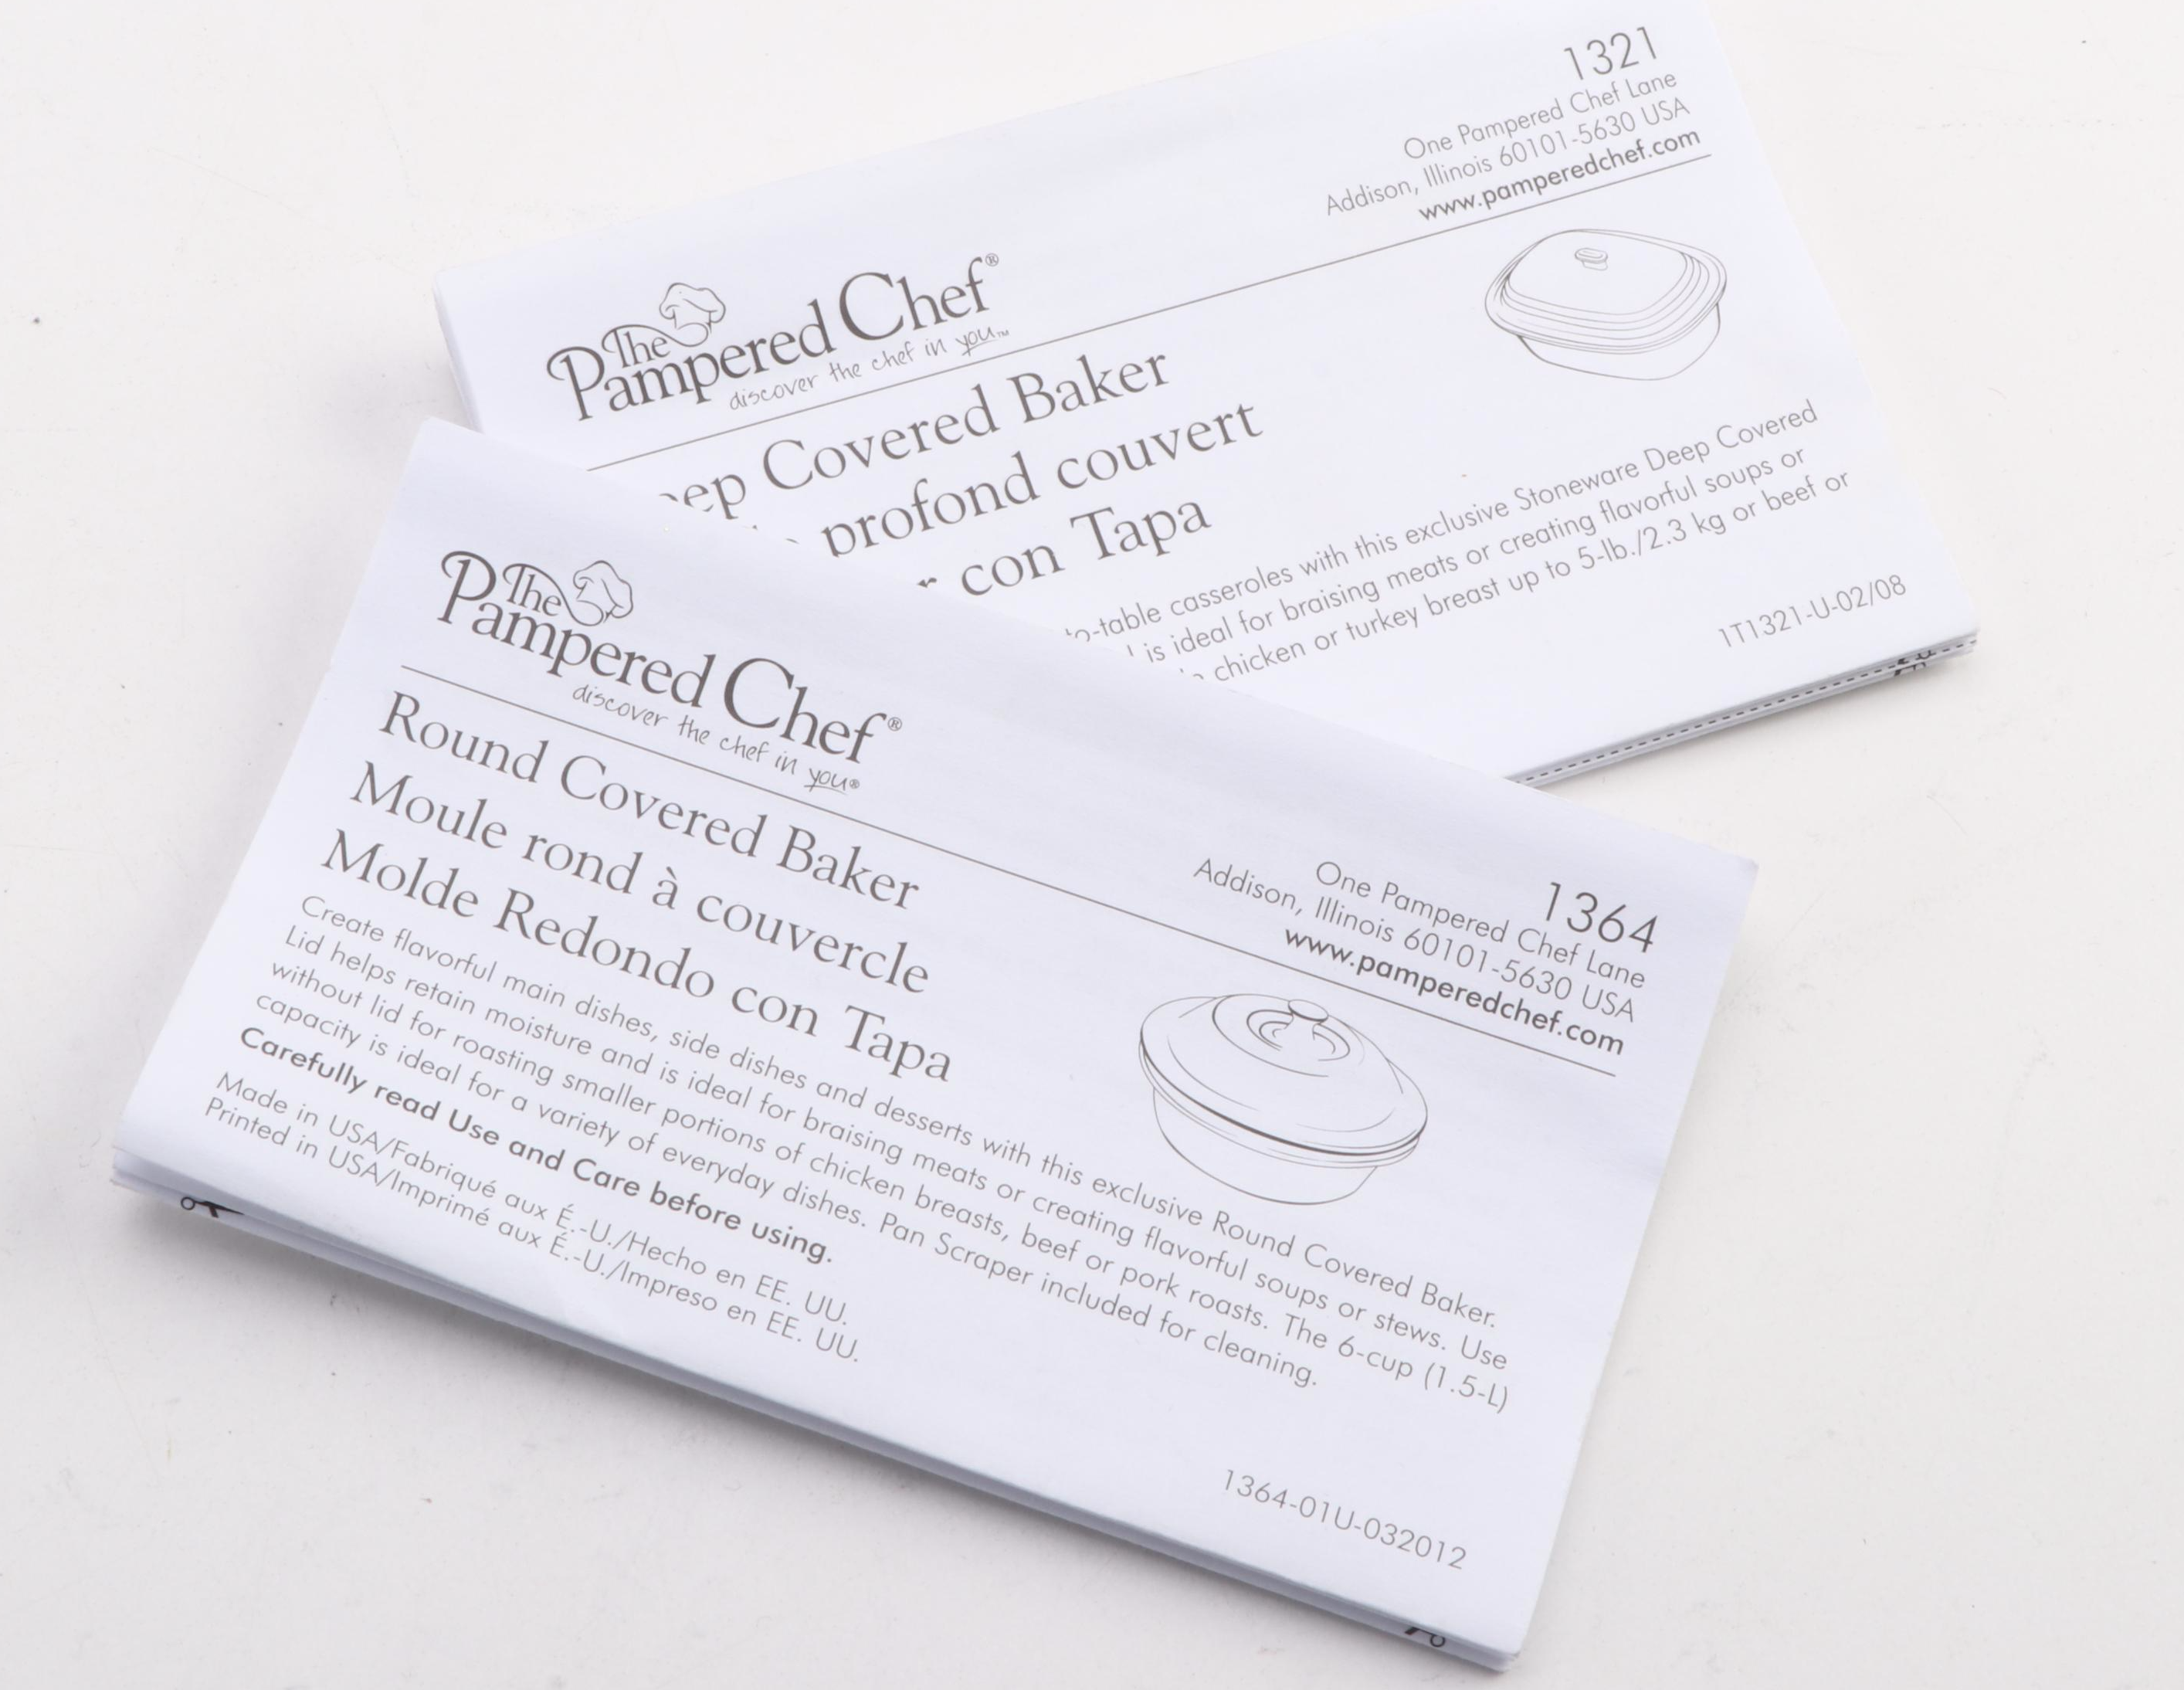 1321
One Pampered Chef Lane
Addison, Illinois 60101-5630 USA
www.pamperedchef.com
The
Pampered Chef®
discover the chef in you™
Covered Baker
profond couvert
con Tapa
casseroles with this exclusive Stoneware Deep Covered
is ideal for braising meats or creating flavorful soups or
chicken or turkey breast up to 5-lb./2.3 kg or beef or
1T1321-U-02/08
The
Pampered Chef®
discover the chef in you®
1364
One Pampered Chef Lane
Addison, Illinois 60101-5630 USA
www.pamperedchef.com
Round Covered Baker
Moule rond à couvercle
Molde Redondo con Tapa
Create flavorful main dishes, side dishes and desserts with this exclusive Round Covered Baker.
Lid helps retain moisture and is ideal for braising meats or creating flavorful soups or stews. Use
without lid for roasting smaller portions of chicken breasts, beef or pork roasts. The 6-cup (1.5-L)
capacity is ideal for a variety of everyday dishes. Pan Scraper included for cleaning.
Carefully read Use and Care before using.
Made in USA/Fabriqué aux É.-U./Hecho en EE. UU.
Printed in USA/Imprimé aux É.-U./Impreso en EE. UU.
1364-01U-032012